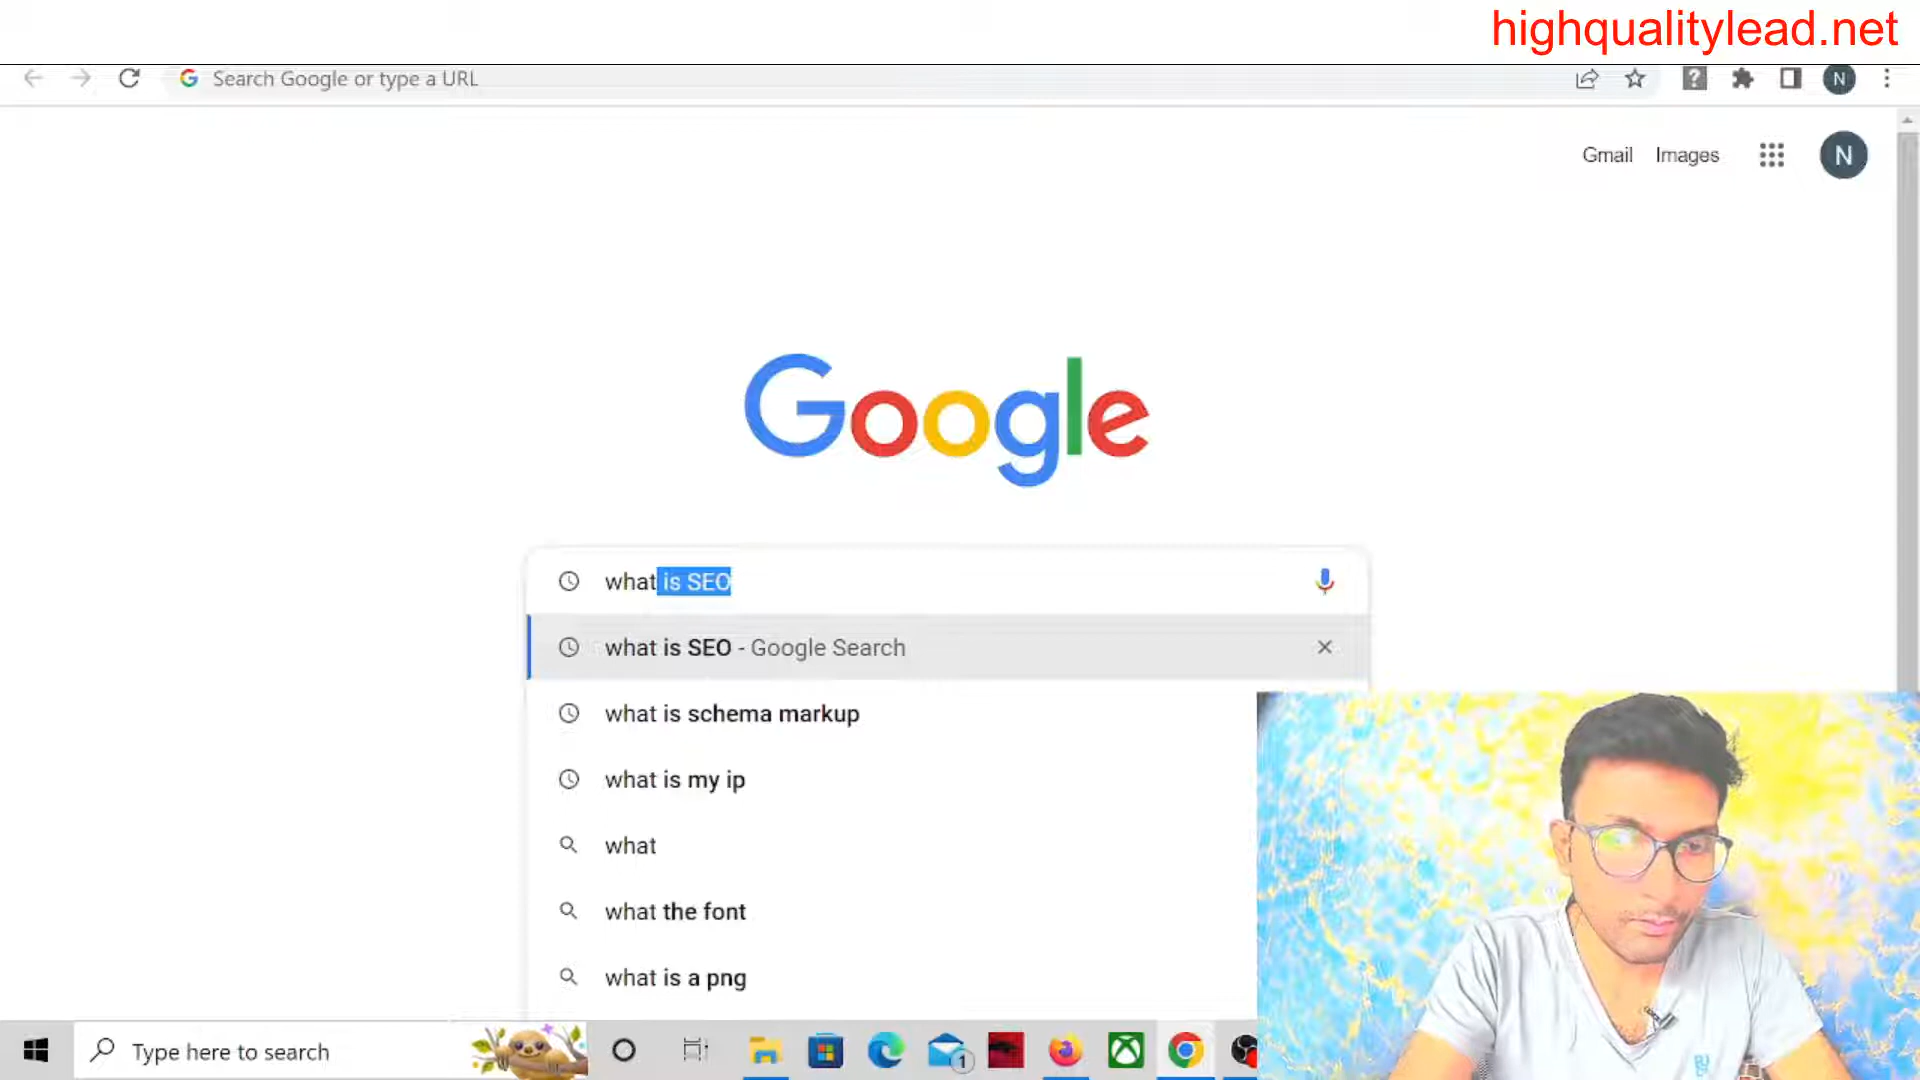 highqualitylead.net
Search Google or type a URL
N
Gmail Images
N
Google
what is SEO
what is SEO - Google Search
what is schema markup
what is my ip
what
what the font
what is a png
Type here to search
1